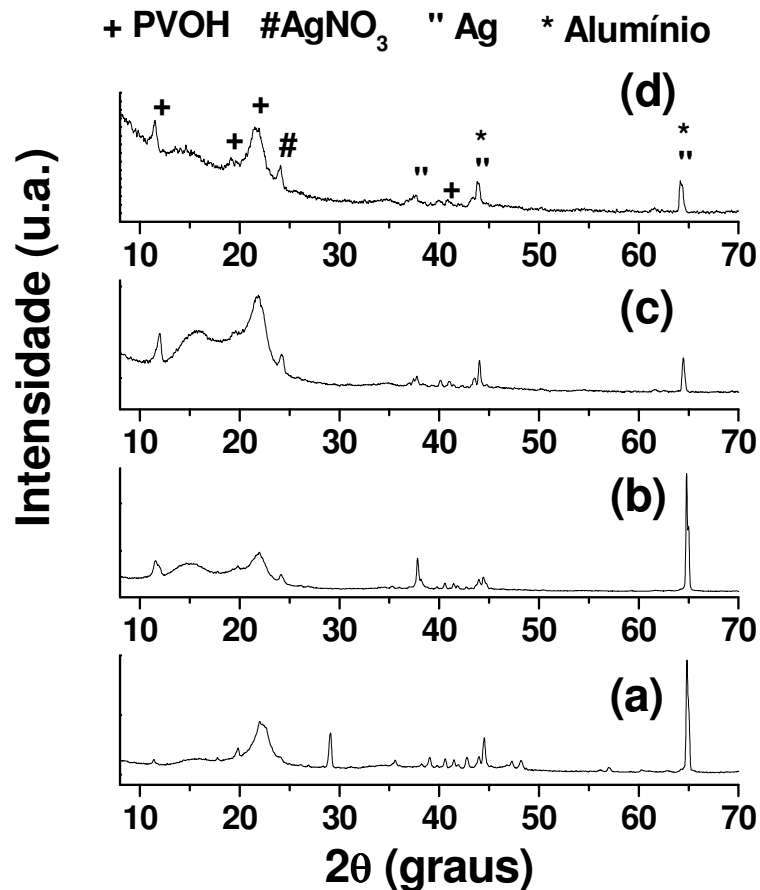 + PVOH #AgNO₃ " Ag * Alumínio
Intensidade (u.a.)
(d)
+ + + # " + * " * "
10 20 30 40 50 60 70
(c)
10 20 30 40 50 60 70
(b)
10 20 30 40 50 60 70
(a)
10 20 30 40 50 60 70
2θ (graus)